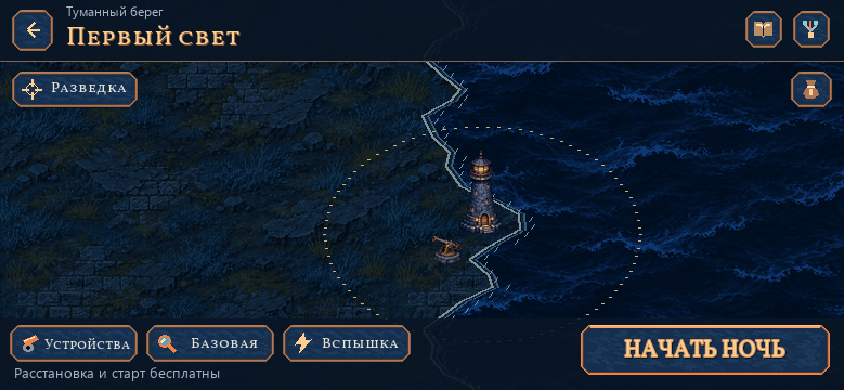 Туманный берег
Первый свет
Разведка
Устройства
Базовая
Вспышка
НАЧАТЬ НОЧЬ
Расстановка и старт бесплатны